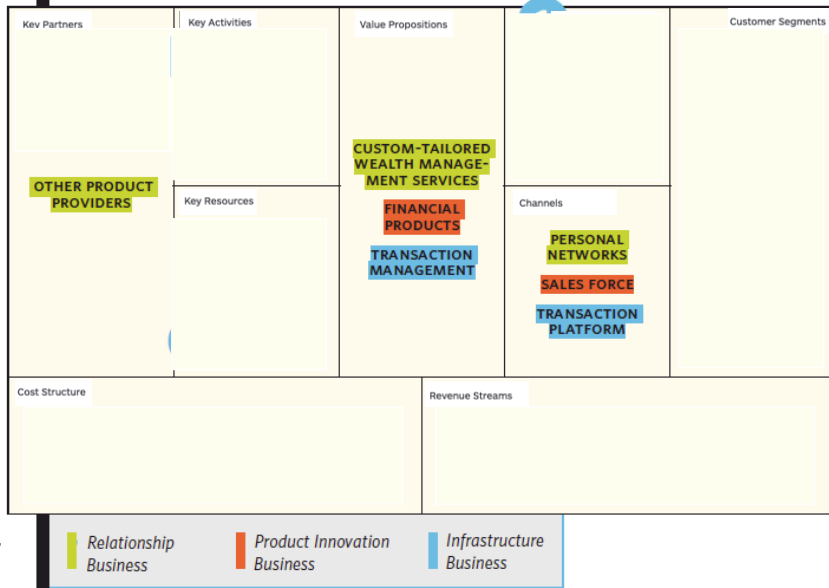 Key Partners
Key Activities
Value Propositions
Customer Segments
CUSTOM-TAILORED
WEALTH MANAGE-
MENT SERVICES
OTHER PRODUCT
PROVIDERS
FINANCIAL
PRODUCTS
TRANSACTION
MANAGEMENT
Key Resources
Channels
PERSONAL
NETWORKS
SALES FORCE
TRANSACTION
PLATFORM
Cost Structure
Revenue Streams
Relationship
Business
Product Innovation
Business
Infrastructure
Business